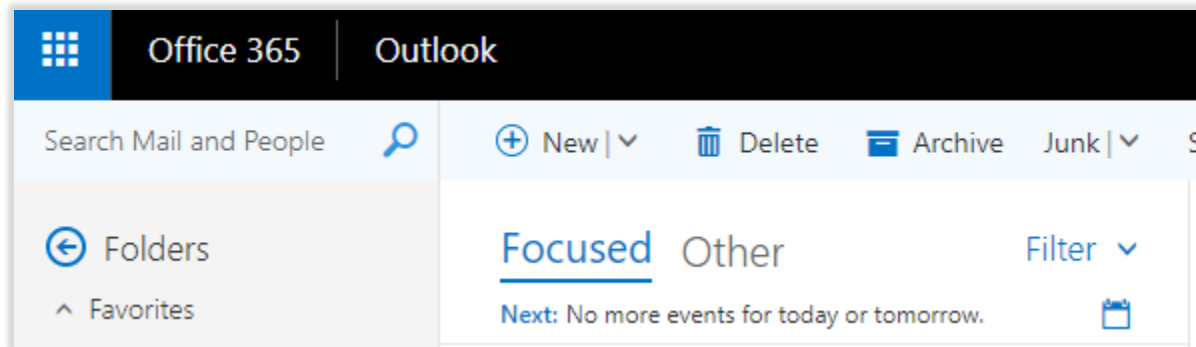 Office 365 | Outlook
Search Mail and People
New | Delete Archive Junk |
Folders
Focused Other Filter
Favorites
Next: No more events for today or tomorrow.